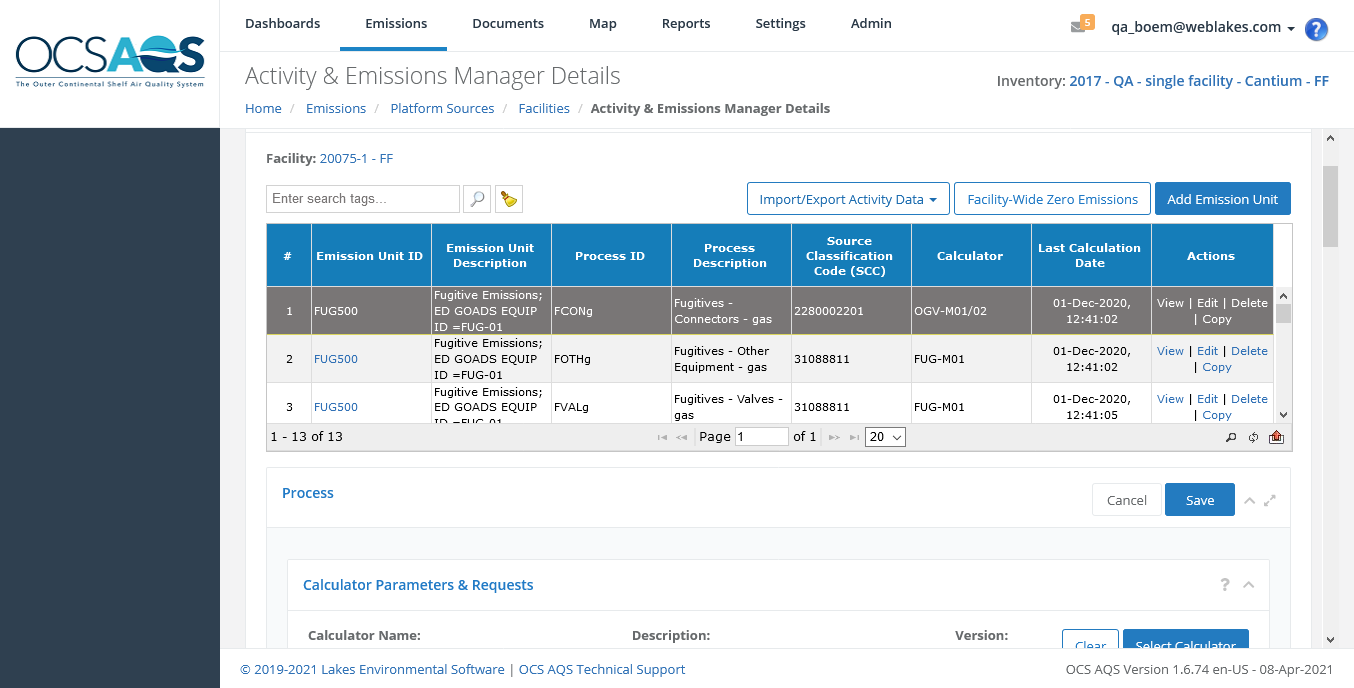 OCSAQS
The Outer Continental Shelf Air Quality System
Dashboards Emissions Documents Map Reports Settings Admin 5 qa_boem@weblakes.com ?
Activity & Emissions Manager Details
Inventory: 2017 - QA - single facility - Cantium - FF
Home / Emissions / Platform Sources / Facilities / Activity & Emissions Manager Details
Facility: 20075-1 - FF
Enter search tags... Import/Export Activity Data Facility-Wide Zero Emissions Add Emission Unit
# Emission Unit ID Emission Unit Description Process ID Process Description Source Classification Code (SCC) Calculator Last Calculation Date Actions
1 FUG500 Fugitive Emissions; ED GOADS EQUIP ID =FUG-01 FCONg Fugitives - Connectors - gas 2280002201 OGV-M01/02 01-Dec-2020, 12:41:02 View | Edit | Delete | Copy
2 FUG500 Fugitive Emissions; ED GOADS EQUIP ID =FUG-01 FOTHg Fugitives - Other Equipment - gas 31088811 FUG-M01 01-Dec-2020, 12:41:02 View | Edit | Delete | Copy
3 FUG500 Fugitive Emissions; ED GOADS EQUIP ID =FUG-01 FVALg Fugitives - Valves - gas 31088811 FUG-M01 01-Dec-2020, 12:41:05 View | Edit | Delete | Copy
1 - 13 of 13 Page 1 of 1 20
Process Cancel Save
Calculator Parameters & Requests ?
Calculator Name: Description: Version: Clear Select Calculator
© 2019-2021 Lakes Environmental Software | OCS AQS Technical Support OCS AQS Version 1.6.74 en-US - 08-Apr-2021